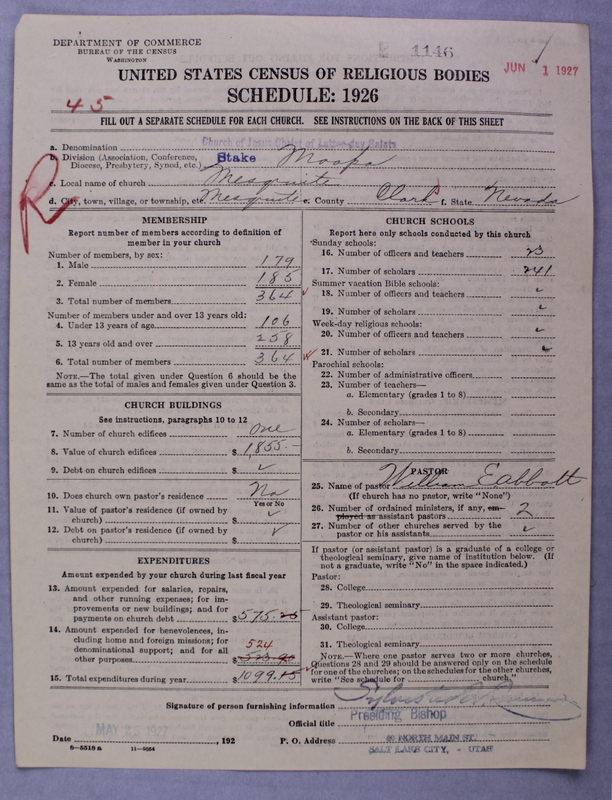 DEPARTMENT OF COMMERCE
BUREAU OF THE CENSUS
WASHINGTON
1146
JUN 1 1927
UNITED STATES CENSUS OF RELIGIOUS BODIES
SCHEDULE: 1926
45
FILL OUT A SEPARATE SCHEDULE FOR EACH CHURCH. SEE INSTRUCTIONS ON THE BACK OF THIS SHEET
a. Denomination Church of Jesus Christ of Latter-day Saints
b. Division (Association, Conference, Diocese, Presbytery, Synod, etc.) Stake Moapa
R
c. Local name of church Mesquite
d. City, town, village, or township, etc. Mesquite e. County Clark f. State Nevada
MEMBERSHIP
Report number of members according to definition of
member in your church
Number of members, by sex:
1. Male 179
2. Female 185
3. Total number of members 364
Number of members under and over 13 years old:
4. Under 13 years of age 106
5. 13 years old and over 258
6. Total number of members 364
NOTE.—The total given under Question 6 should be the
same as the total of males and females given under Question 3.
CHURCH BUILDINGS
See instructions, paragraphs 10 to 12
7. Number of church edifices One
8. Value of church edifices $ 1,855.—
9. Debt on church edifices $ ✓
10. Does church own pastor's residence No
Yes or No
11. Value of pastor's residence (if owned by
church) $ ✓
12. Debt on pastor's residence (if owned by
church) $ ✓
EXPENDITURES
Amount expended by your church during last fiscal year
13. Amount expended for salaries, repairs,
and other running expenses; for im-
provements or new buildings; and for
payments on church debt $ 575.25
14. Amount expended for benevolences, in-
cluding home and foreign missions; for
denominational support; and for all
other purposes $ 524
15. Total expenditures during year $ 1099.15
CHURCH SCHOOLS
Report here only schools conducted by this church
Sunday schools:
16. Number of officers and teachers 23
17. Number of scholars 241
Summer vacation Bible schools:
18. Number of officers and teachers ✓
19. Number of scholars ✓
Week-day religious schools:
20. Number of officers and teachers ✓
21. Number of scholars ✓
Parochial schools:
22. Number of administrative officers
23. Number of teachers—
a. Elementary (grades 1 to 8)
b. Secondary
24. Number of scholars—
a. Elementary (grades 1 to 8)
b. Secondary
PASTOR
25. Name of pastor William E abbott
(If church has no pastor, write "None")
26. Number of ordained ministers, if any, em-
ployed as assistant pastors 2
27. Number of other churches served by the
pastor or his assistants ✓
If pastor (or assistant pastor) is a graduate of a college or
theological seminary, give name of institution below. (If
not a graduate, write "No" in the space indicated.)
Pastor:
28. College
29. Theological seminary
Assistant pastor:
30. College
31. Theological seminary
NOTE.—Where one pastor serves two or more churches,
Questions 28 and 29 should be answered only on the schedule
for one of the churches; on the schedules for the other churches,
write "See schedule for church."
Signature of person furnishing information
Official title Presiding Bishop
Date MAY 1927, 192 P. O. Address 40 NORTH MAIN ST.
SALT LAKE CITY, - UTAH
8—5518 a 11—9064